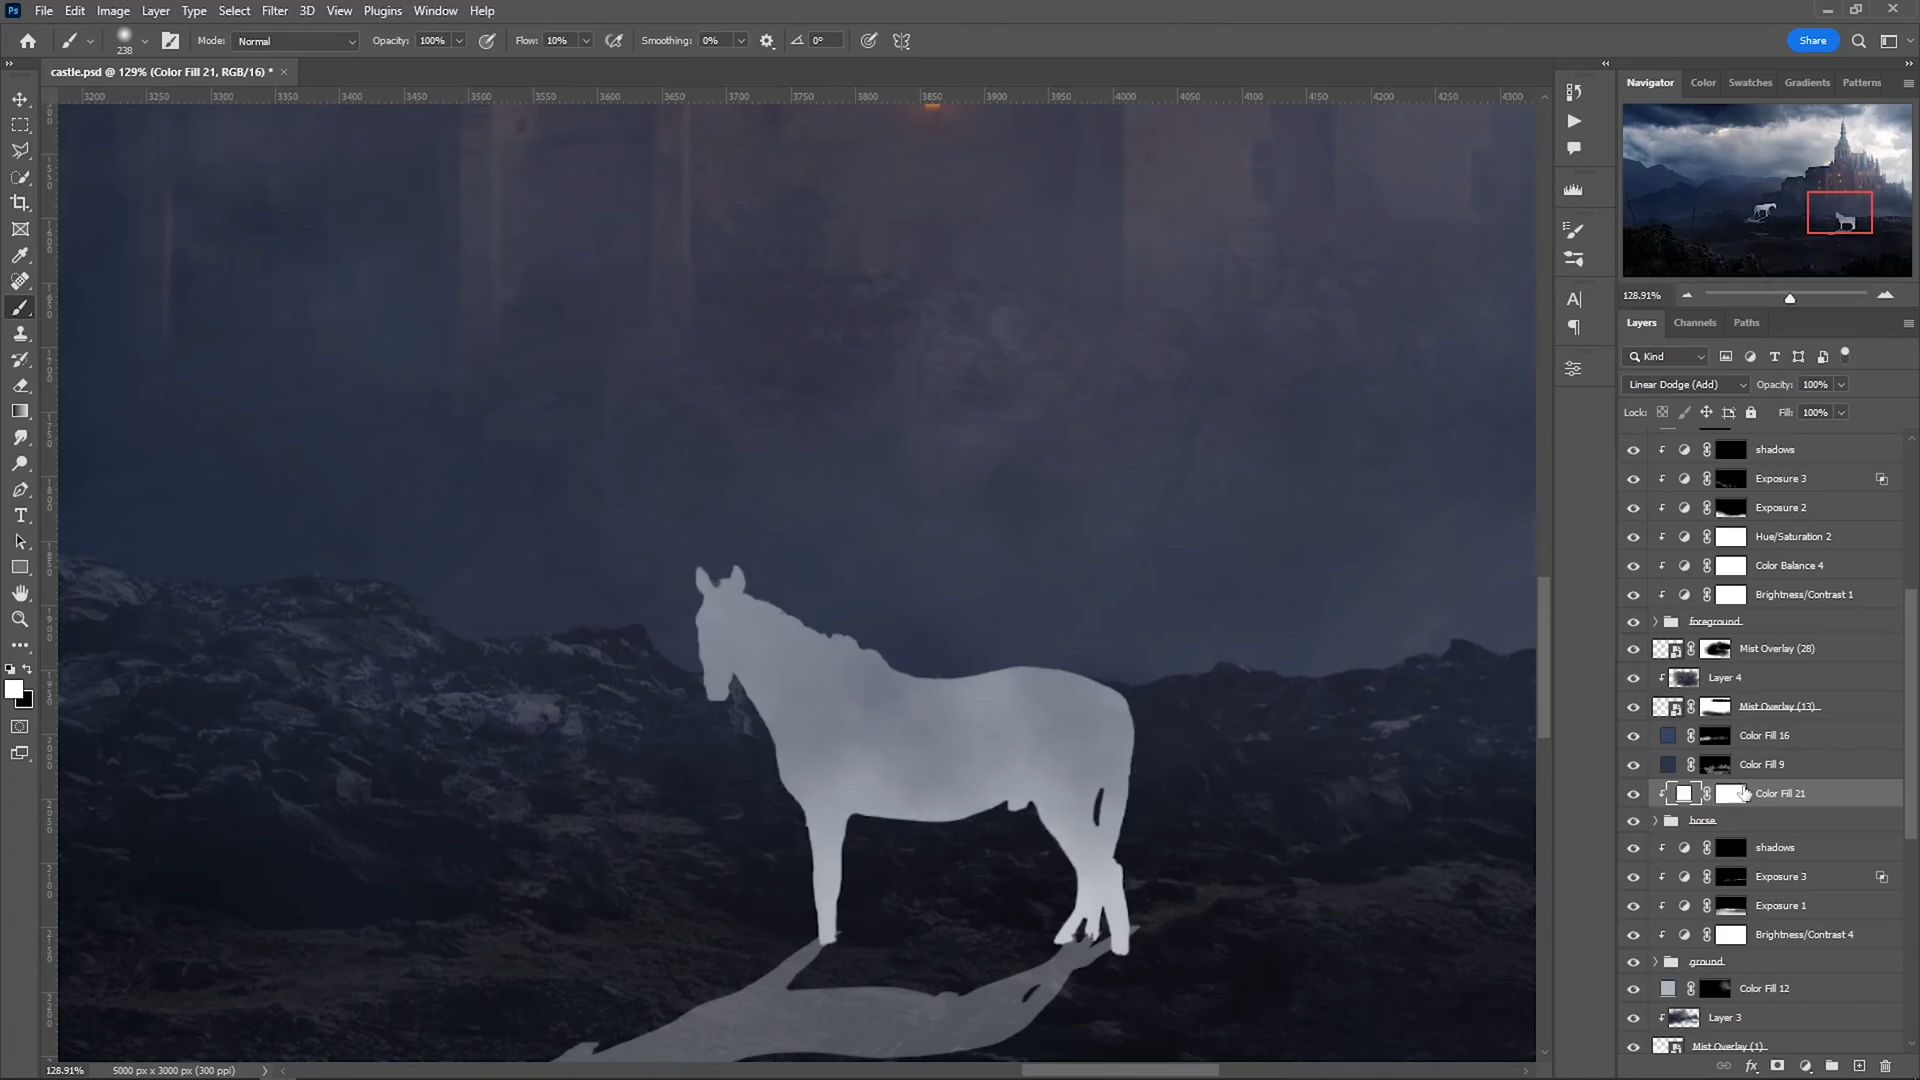 Ps File Edit Image Layer Type Select Filter 3D View Plugins Window Help
238 Mode: Normal Opacity: 100% Flow: 10% Smoothing: 0% 0° Share
castle.psd @ 129% (Color Fill 21, RGB/16) * ×
3200 3250 3300 3350 3400 3450 3500 3550 3600 3650 3700 3750 3800 3850 3900 3950 4000 4050 4100 4150 4200 4250 4300
Navigator Color Swatches Gradients Patterns
128.91%
Layers Channels Paths
Kind
Linear Dodge (Add) Opacity: 100%
Lock: Fill: 100%
shadows
Exposure 3
Exposure 2
Hue/Saturation 2
Color Balance 4
Brightness/Contrast 1
foreground
Mist Overlay (28)
Layer 4
Mist Overlay (13)
Color Fill 16
Color Fill 9
Color Fill 21
horse
shadows
Exposure 3
Exposure 1
Brightness/Contrast 4
ground
Color Fill 12
Layer 3
Mist Overlay (1)
128.91% 5000 px x 3000 px (300 ppi)